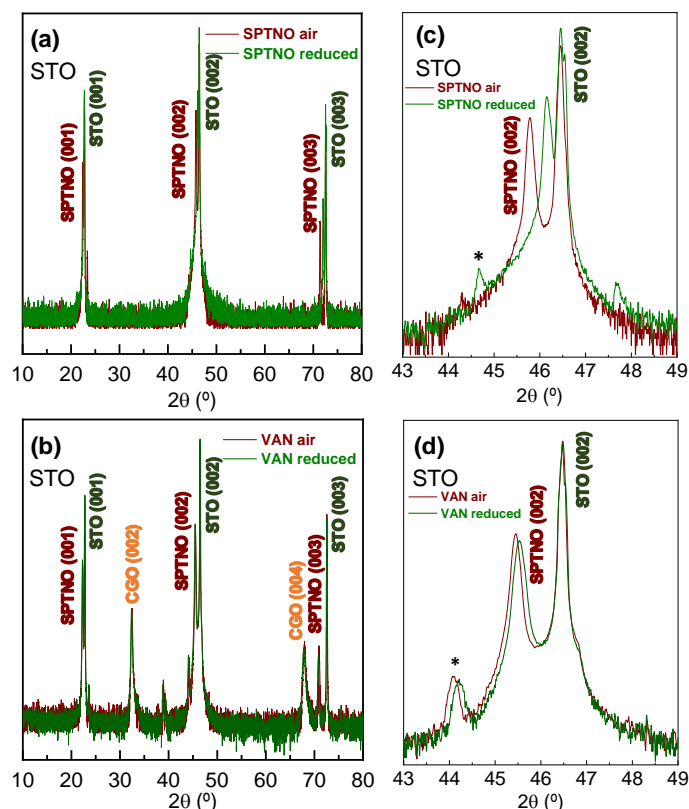 (a)
SPTNO air
SPTNO reduced
STO
SPTNO (001)
STO (001)
SPTNO (002)
STO (002)
SPTNO (003)
STO (003)
10 20 30 40 50 60 70 80
2θ (º)
(c)
STO
SPTNO air
SPTNO reduced
SPTNO (002)
STO (002)
*
43 44 45 46 47 48 49
2θ (º)
(b)
VAN air
VAN reduced
STO
SPTNO (001)
STO (001)
CGO (002)
SPTNO (002)
STO (002)
CGO (004)
SPTNO (003)
STO (003)
10 20 30 40 50 60 70 80
2θ (º)
(d)
STO
VAN air
VAN reduced
SPTNO (002)
STO (002)
*
43 44 45 46 47 48 49
2θ (º)